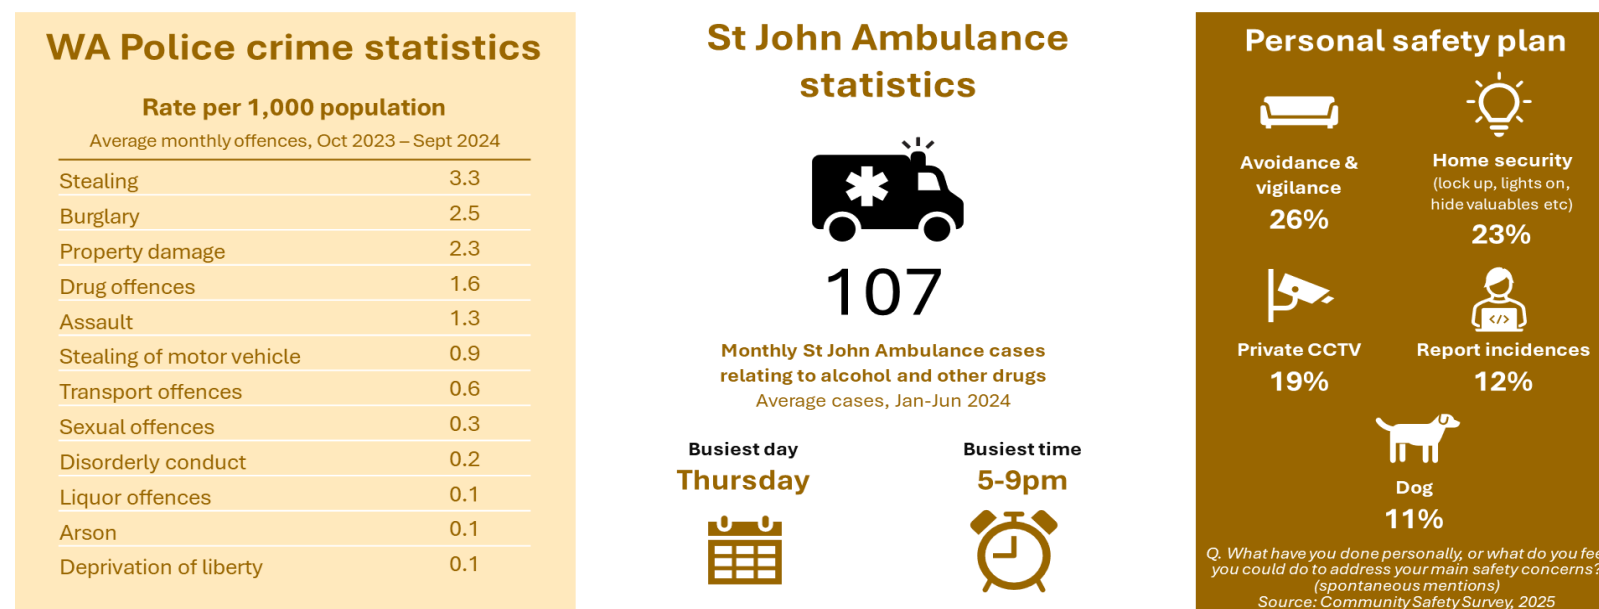 WA Police crime statistics
Rate per 1,000 population
Average monthly offences, Oct 2023 – Sept 2024
Stealing 3.3
Burglary 2.5
Property damage 2.3
Drug offences 1.6
Assault 1.3
Stealing of motor vehicle 0.9
Transport offences 0.6
Sexual offences 0.3
Disorderly conduct 0.2
Liquor offences 0.1
Arson 0.1
Deprivation of liberty 0.1
St John Ambulance
statistics
107
Monthly St John Ambulance cases
relating to alcohol and other drugs
Average cases, Jan-Jun 2024
Busiest day
Thursday
Busiest time
5-9pm
Personal safety plan
Avoidance &
vigilance
26%
Home security
(lock up, lights on,
hide valuables etc)
23%
Private CCTV
19%
</>
Report incidences
12%
Dog
11%
Q. What have you done personally, or what do you fee
you could do to address your main safety concerns?
(spontaneous mentions)
Source: Community Safety Survey, 2025